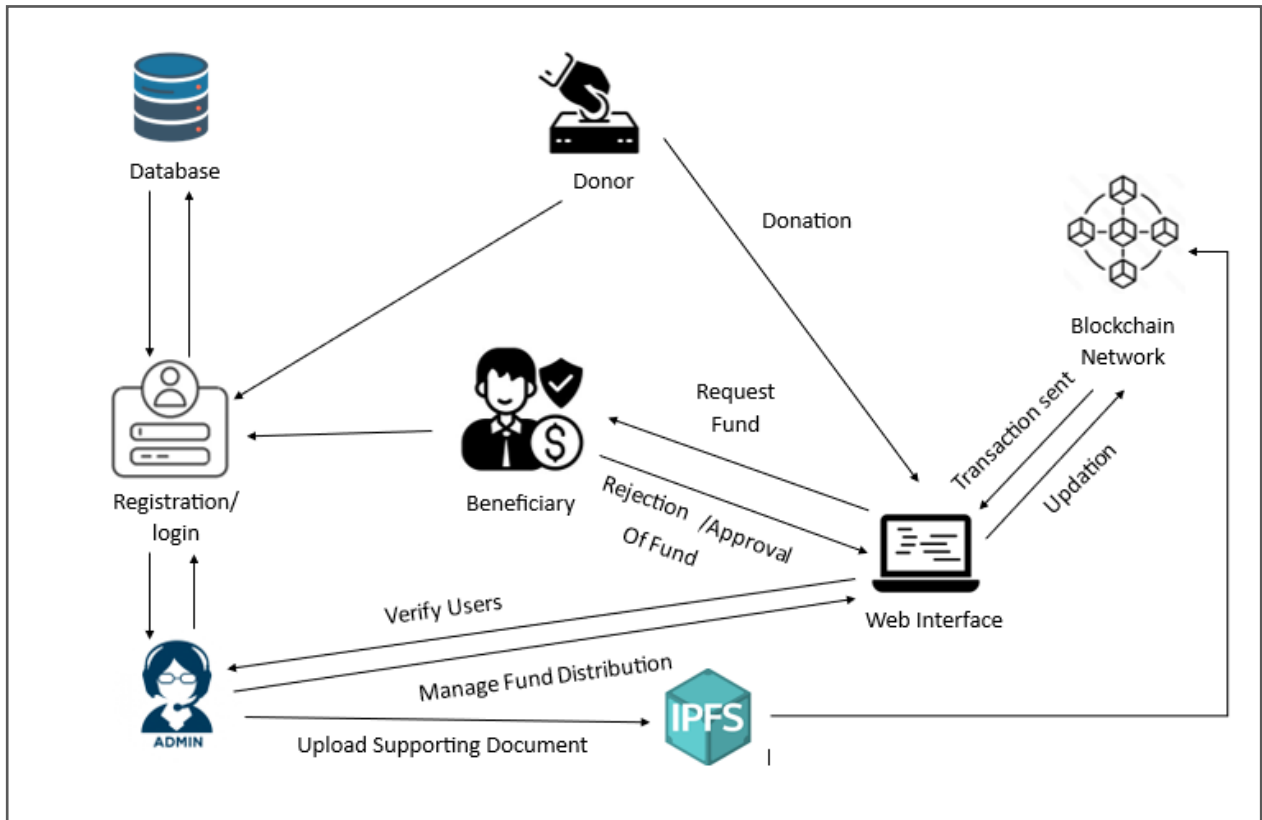 Database
Donor
Donation
Blockchain
Network
Request
Fund
Transaction sent
Updation
Beneficiary
Rejection /Approval
Of Fund
Registration/
login
Web Interface
Verify Users
Manage Fund Distribution
IPFS
ADMIN
Upload Supporting Document